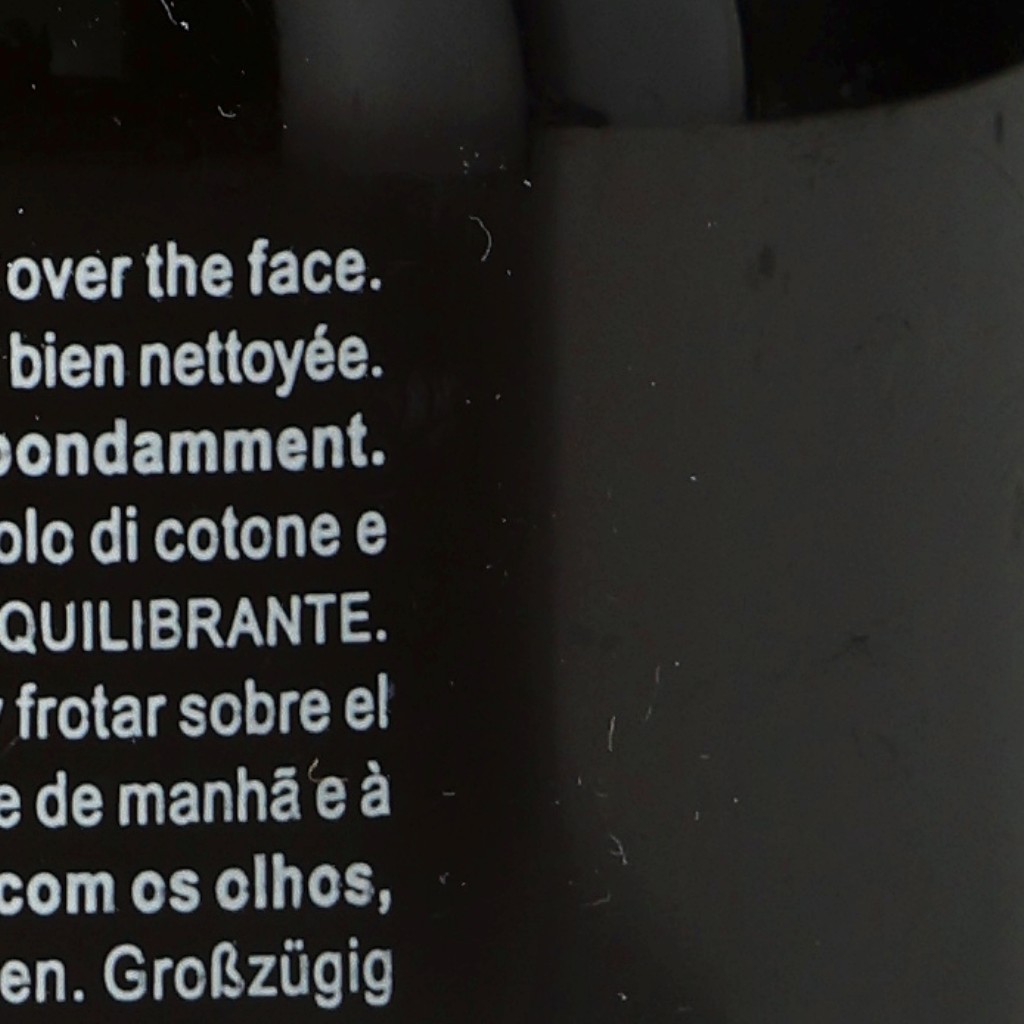 over the face.
bien nettoyée.
ondamment.
olo di cotone e
QUILIBRANTE.
frotar sobre el
e de manhã e à
com os olhos,
en. Großzügig